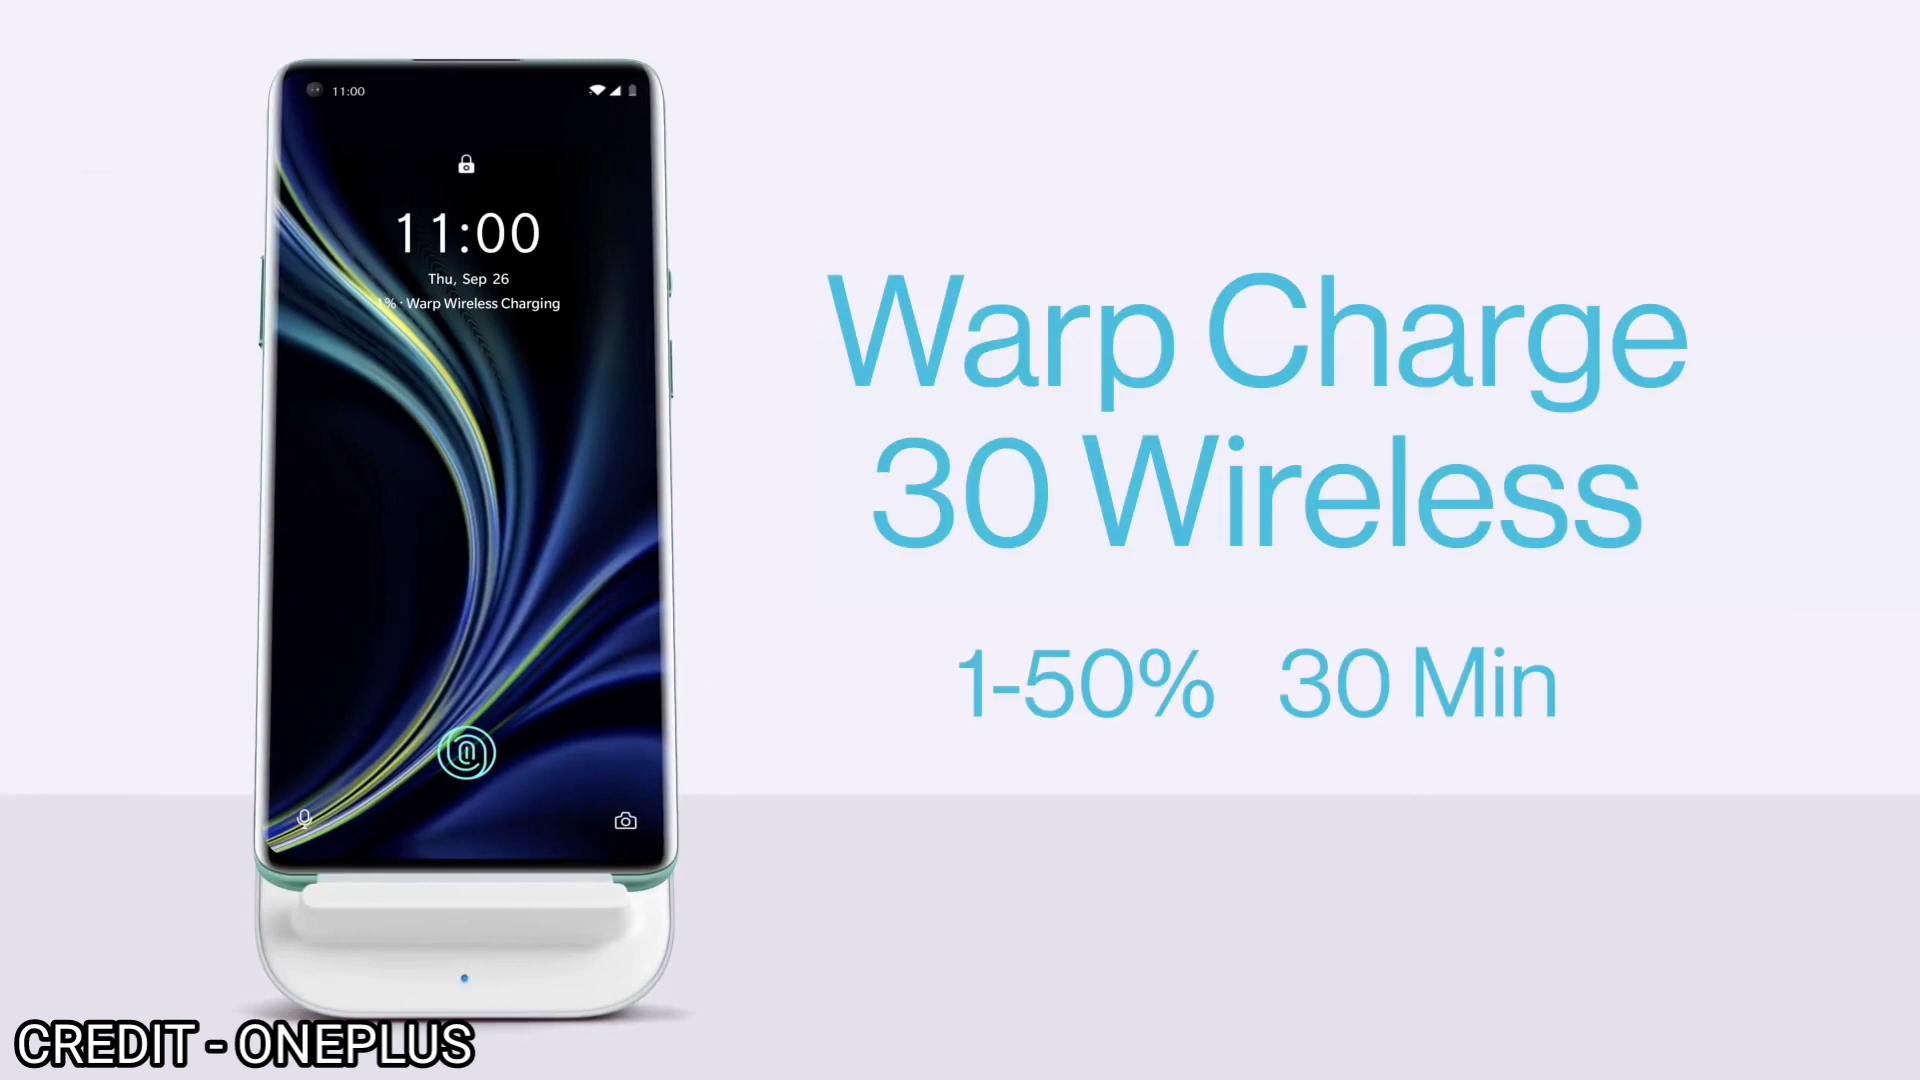 11:00
11:00
Thu, Sep 26
1% · Warp Wireless Charging
Warp Charge
30 Wireless
1-50% 30 Min
CREDIT - ONEPLUS